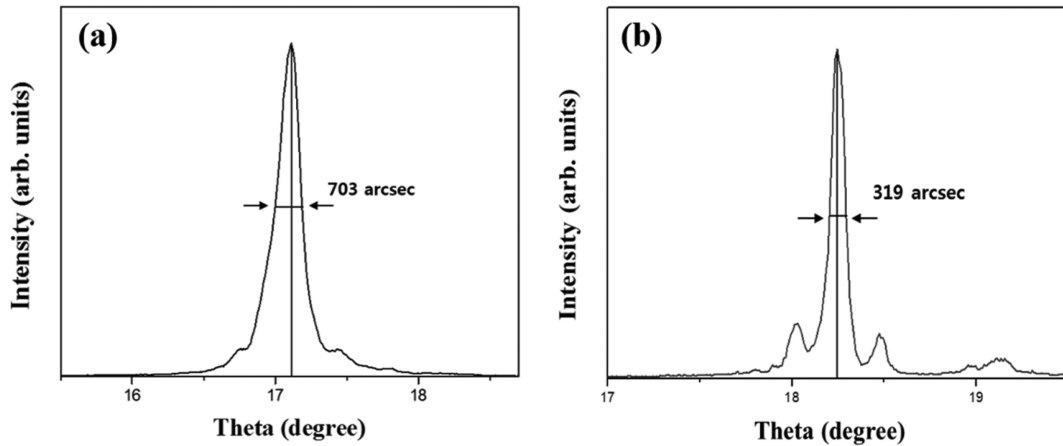 (a)
Intensity (arb. units)
703 arcsec
16 17 18
Theta (degree)
(b)
Intensity (arb. units)
319 arcsec
17 18 19
Theta (degree)